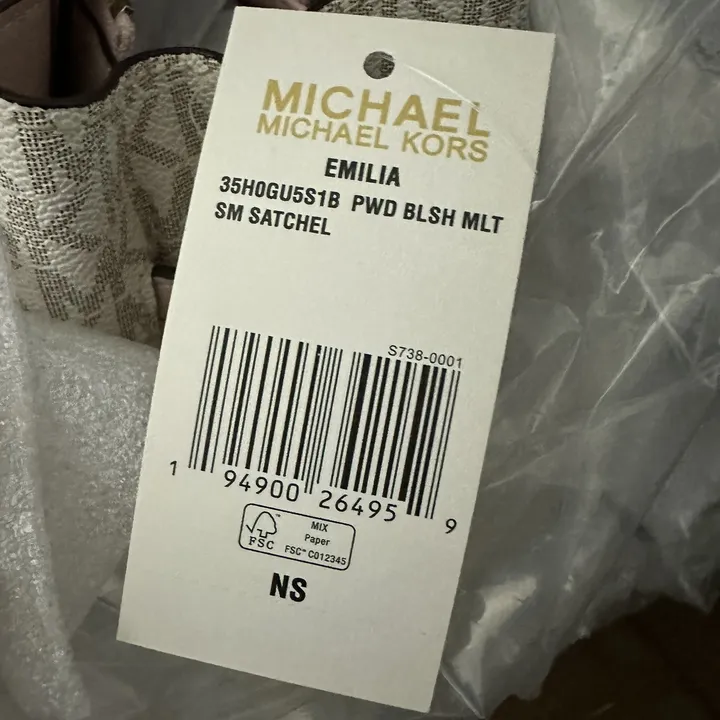 MICHAEL
MICHAEL KORS
EMILIA
35H0GU5S1B PWD BLSH MLT
SM SATCHEL
S738-0001
1 94900 26495 9
FSC
MIX
Paper
FSC™ C012345
NS